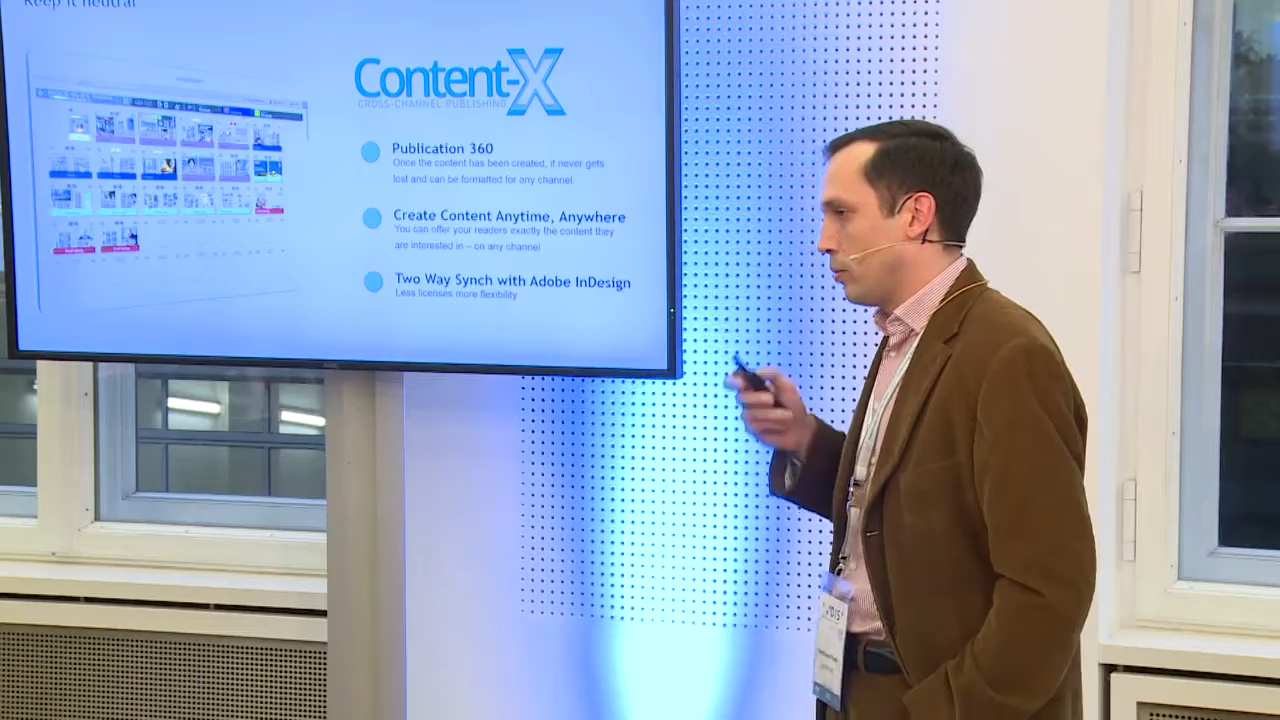 Keep it neutral
Content-X
CROSS-CHANNEL PUBLISHING
Publication 360
Once the content has been created, it never gets
lost and can be formatted for any channel.
Create Content Anytime, Anywhere
You can offer your readers exactly the content they
are interested in – on any channel
Two Way Synch with Adobe InDesign
Less licenses more flexibility